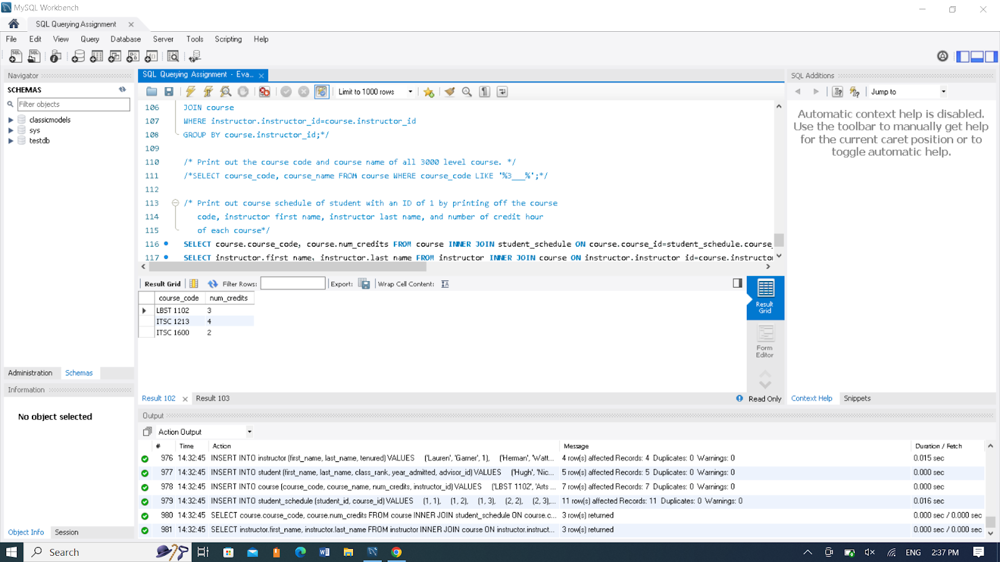 MySQL Workbench
SQL Querying Assignment
File Edit View Query Database Server Tools Scripting Help
Navigator
SCHEMAS
Filter objects
classicmodels
sys
testdb
Administration Schemas
Information
No object selected
Object Info Session
SQL Querying Assignment - Eva...
Limit to 1000 rows
106 JOIN course
107 WHERE instructor.instructor_id=course.instructor_id
108 GROUP BY course.instructor_id;*/
109
110 /* Print out the course code and course name of all 3000 level course. */
111 /*SELECT course_code, course_name FROM course WHERE course_code LIKE '%3___%';*/
112
113 /* Print out course schedule of student with an ID of 1 by printing off the course
114 code, instructor first name, instructor last name, and number of credit hour
115 of each course*/
116 SELECT course.course_code, course.num_credits FROM course INNER JOIN student_schedule ON course.course_id=student_schedule.course_
117 SELECT instructor.first_name, instructor.last_name FROM instructor INNER JOIN course ON instructor.instructor_id=course.instructor
Result Grid Filter Rows: Export: Wrap Cell Content:
course_code num_credits
LBST 1102 3
ITSC 1213 4
ITSC 1600 2
Result Grid
Form Editor
Result 102 Result 103 Read Only
SQL Additions
Jump to
Automatic context help is disabled.
Use the toolbar to manually get help
for the current caret position or to
toggle automatic help.
Context Help Snippets
Output
Action Output
# Time Action Message Duration / Fetch
976 14:32:45 INSERT INTO instructor (first_name, last_name, tenured) VALUES ('Lauren', 'Garner', 1), ('Herman', 'Watt... 4 row(s) affected Records: 4 Duplicates: 0 Warnings: 0 0.015 sec
977 14:32:45 INSERT INTO student (first_name, last_name, class_rank, year_admitted, advisor_id) VALUES ('Hugh', 'Nic... 5 row(s) affected Records: 5 Duplicates: 0 Warnings: 0 0.000 sec
978 14:32:45 INSERT INTO course (course_code, course_name, num_credits, instructor_id) VALUES ('LBST 1102', 'Arts ... 7 row(s) affected Records: 7 Duplicates: 0 Warnings: 0 0.000 sec
979 14:32:45 INSERT INTO student_schedule (student_id, course_id) VALUES (1, 1), (1, 2), (1, 3), (2, 2), (2, 3),... 11 row(s) affected Records: 11 Duplicates: 0 Warnings: 0 0.016 sec
980 14:32:45 SELECT course.course_code, course.num_credits FROM course INNER JOIN student_schedule ON course.c... 3 row(s) returned 0.000 sec / 0.000 sec
981 14:32:45 SELECT instructor.first_name, instructor.last_name FROM instructor INNER JOIN course ON instructor.instruct... 3 row(s) returned 0.000 sec / 0.000 sec
Search ENG 2:37 PM